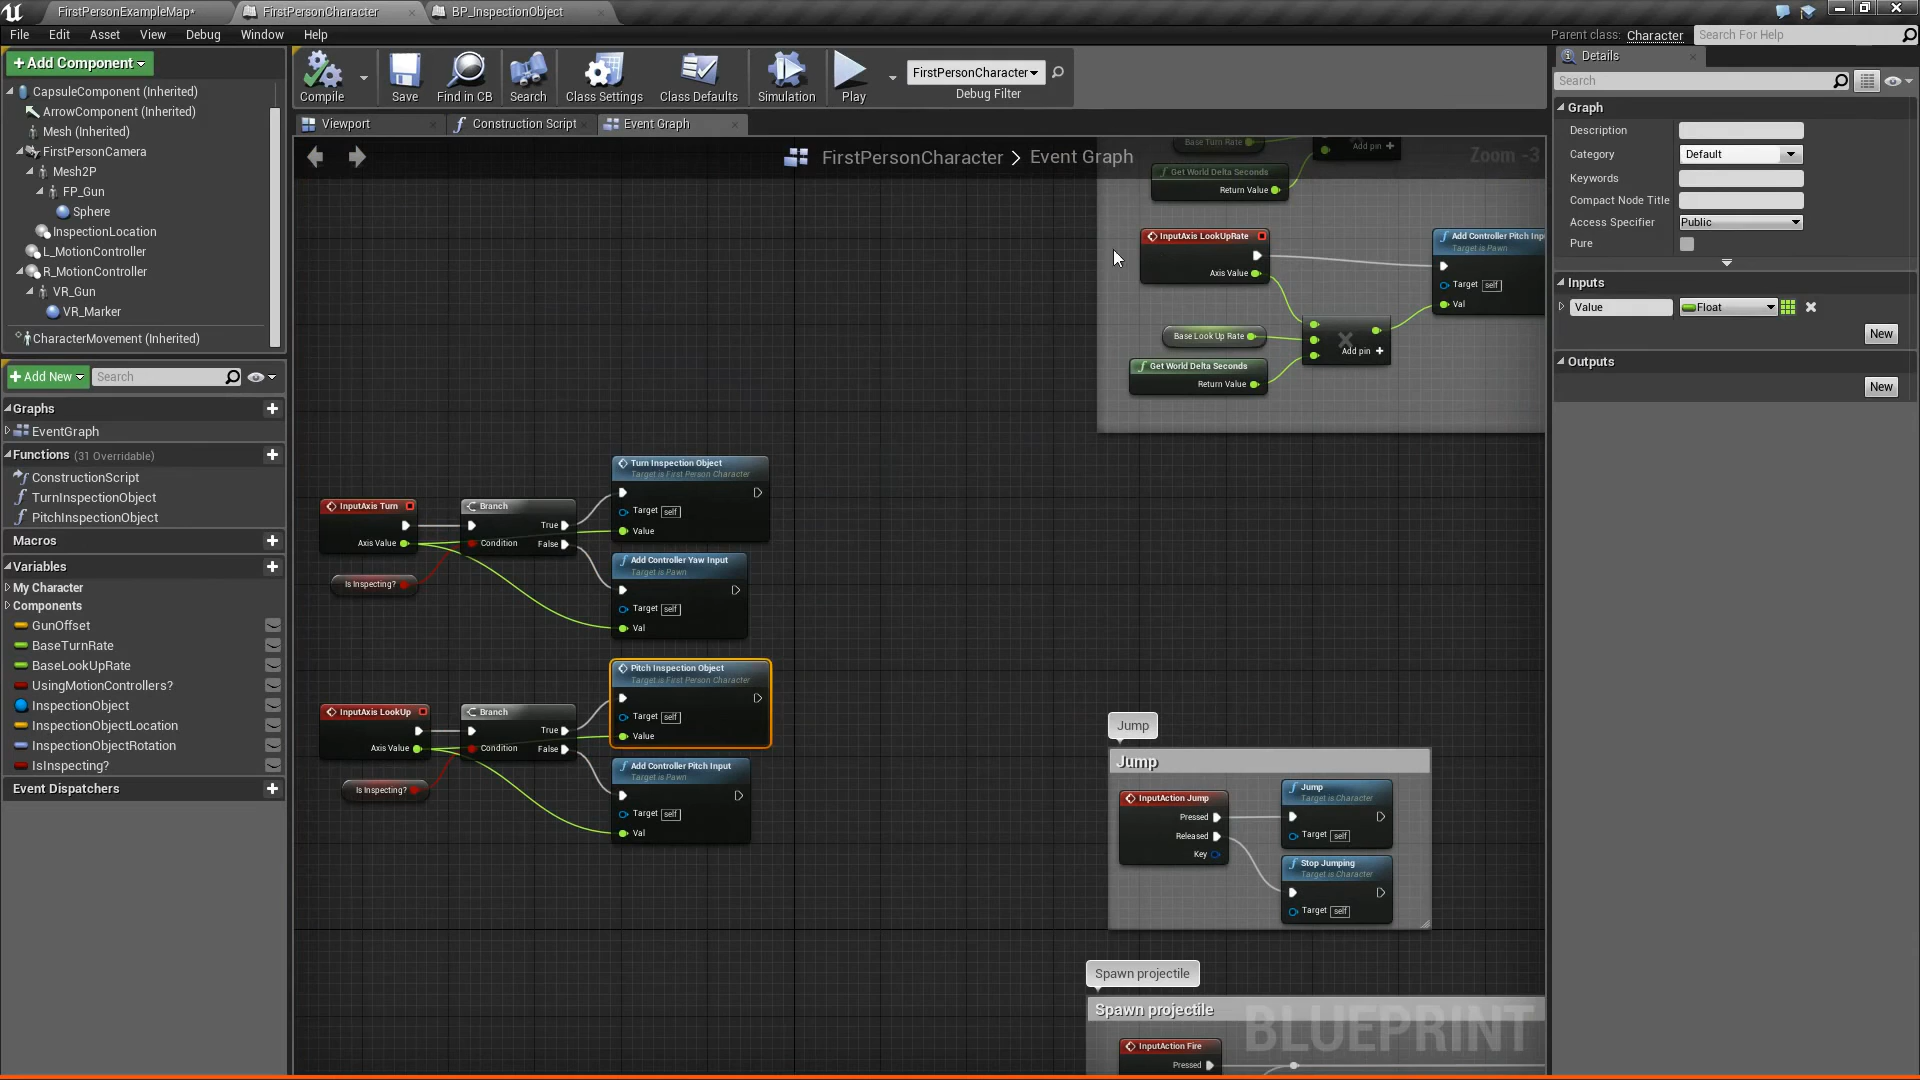 FirstPersonExampleMap*
FirstPersonCharacter
BP_InspectionObject
File
Edit
Asset
View
Debug
Window
Help
Parent class:
Character
Search For Help
+Add Component
CapsuleComponent (Inherited)
ArrowComponent (Inherited)
Mesh (Inherited)
FirstPersonCamera
Mesh2P
FP_Gun
Sphere
InspectionLocation
L_MotionController
R_MotionController
VR_Gun
VR_Marker
CharacterMovement (Inherited)
+Add New
Search
Graphs
EventGraph
Functions (31 Overridable)
ConstructionScript
TurnInspectionObject
PitchInspectionObject
Macros
Variables
My Character
Components
GunOffset
BaseTurnRate
BaseLookUpRate
UsingMotionControllers?
InspectionObject
InspectionObjectLocation
InspectionObjectRotation
IsInspecting?
Event Dispatchers
Compile
Save
Find in CB
Search
Class Settings
Class Defaults
Simulation
Play
FirstPersonCharacter
Debug Filter
Viewport
Construction Script
Event Graph
FirstPersonCharacter > Event Graph
Zoom -3
Base Turn Rate
Add pin +
Get World Delta Seconds
Return Value
InputAxis LookUpRate
Axis Value
Add Controller Pitch Inp
Target is Pawn
Target self
Val
Base Look Up Rate
Add pin +
Get World Delta Seconds
Return Value
Turn Inspection Object
Target is First Person Character
Target self
Value
InputAxis Turn
Axis Value
Branch
True
Condition
False
Is Inspecting?
Add Controller Yaw Input
Target is Pawn
Target self
Val
Pitch Inspection Object
Target is First Person Character
Target self
Value
InputAxis LookUp
Axis Value
Branch
True
Condition
False
Is Inspecting?
Add Controller Pitch Input
Target is Pawn
Target self
Val
Jump
Jump
InputAction Jump
Pressed
Released
Key
Jump
Target is Character
Target self
Stop Jumping
Target is Character
Target self
Spawn projectile
Spawn projectile
InputAction Fire
Pressed
BLUEPRINT
Details
Search
Graph
Description
Category
Default
Keywords
Compact Node Title
Access Specifier
Public
Pure
Inputs
Value
Float
New
Outputs
New